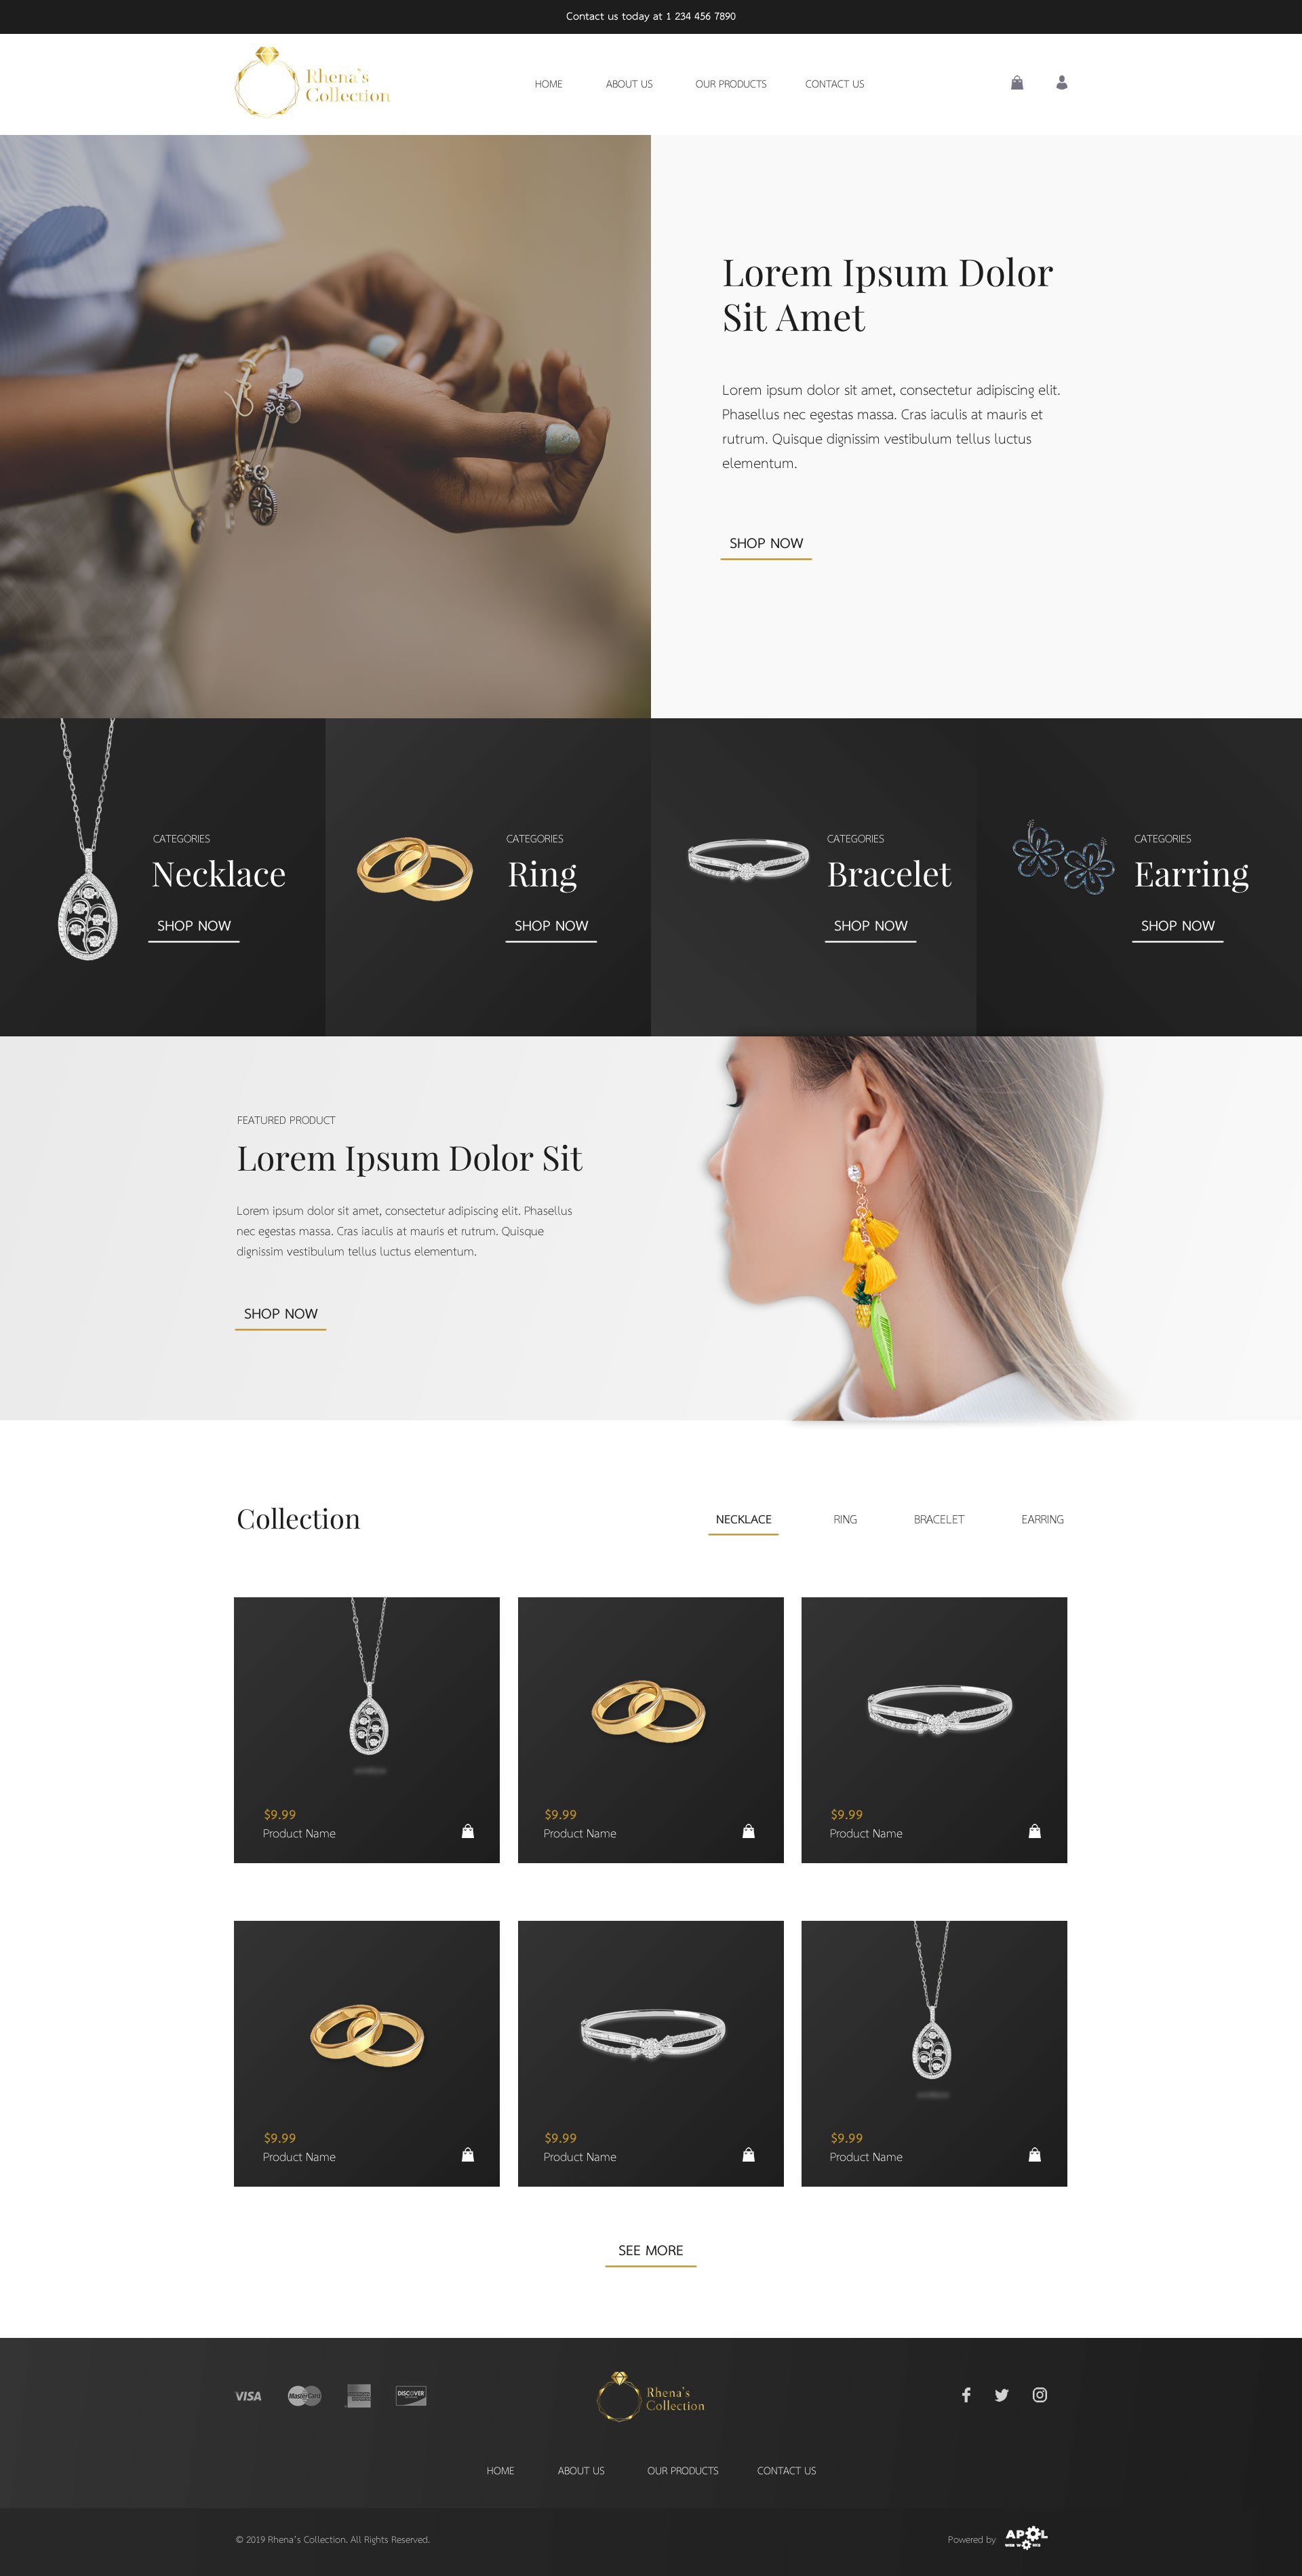 Contact us today at 1 234 456 7890
Rhena's
Collection
HOME
ABOUT US
OUR PRODUCTS
CONTACT US
Lorem Ipsum Dolor
Sit Amet
Lorem ipsum dolor sit amet, consectetur adipiscing elit.
Phasellus nec egestas massa. Cras iaculis at mauris et
rutrum. Quisque dignissim vestibulum tellus luctus
elementum.
SHOP NOW
CATEGORIES
Necklace
SHOP NOW
CATEGORIES
Ring
SHOP NOW
CATEGORIES
Bracelet
SHOP NOW
CATEGORIES
Earring
SHOP NOW
FEATURED PRODUCT
Lorem Ipsum Dolor Sit
Lorem ipsum dolor sit amet, consectetur adipiscing elit. Phasellus
nec egestas massa. Cras iaculis at mauris et rutrum. Quisque
dignissim vestibulum tellus luctus elementum.
SHOP NOW
Collection
NECKLACE
RING
BRACELET
EARRING
$9.99
Product Name
$9.99
Product Name
$9.99
Product Name
$9.99
Product Name
$9.99
Product Name
$9.99
Product Name
SEE MORE
VISA
MasterCard
DISCOVER
Rhena's
Collection
HOME
ABOUT US
OUR PRODUCTS
CONTACT US
© 2019 Rhena's Collection. All Rights Reserved.
Powered by